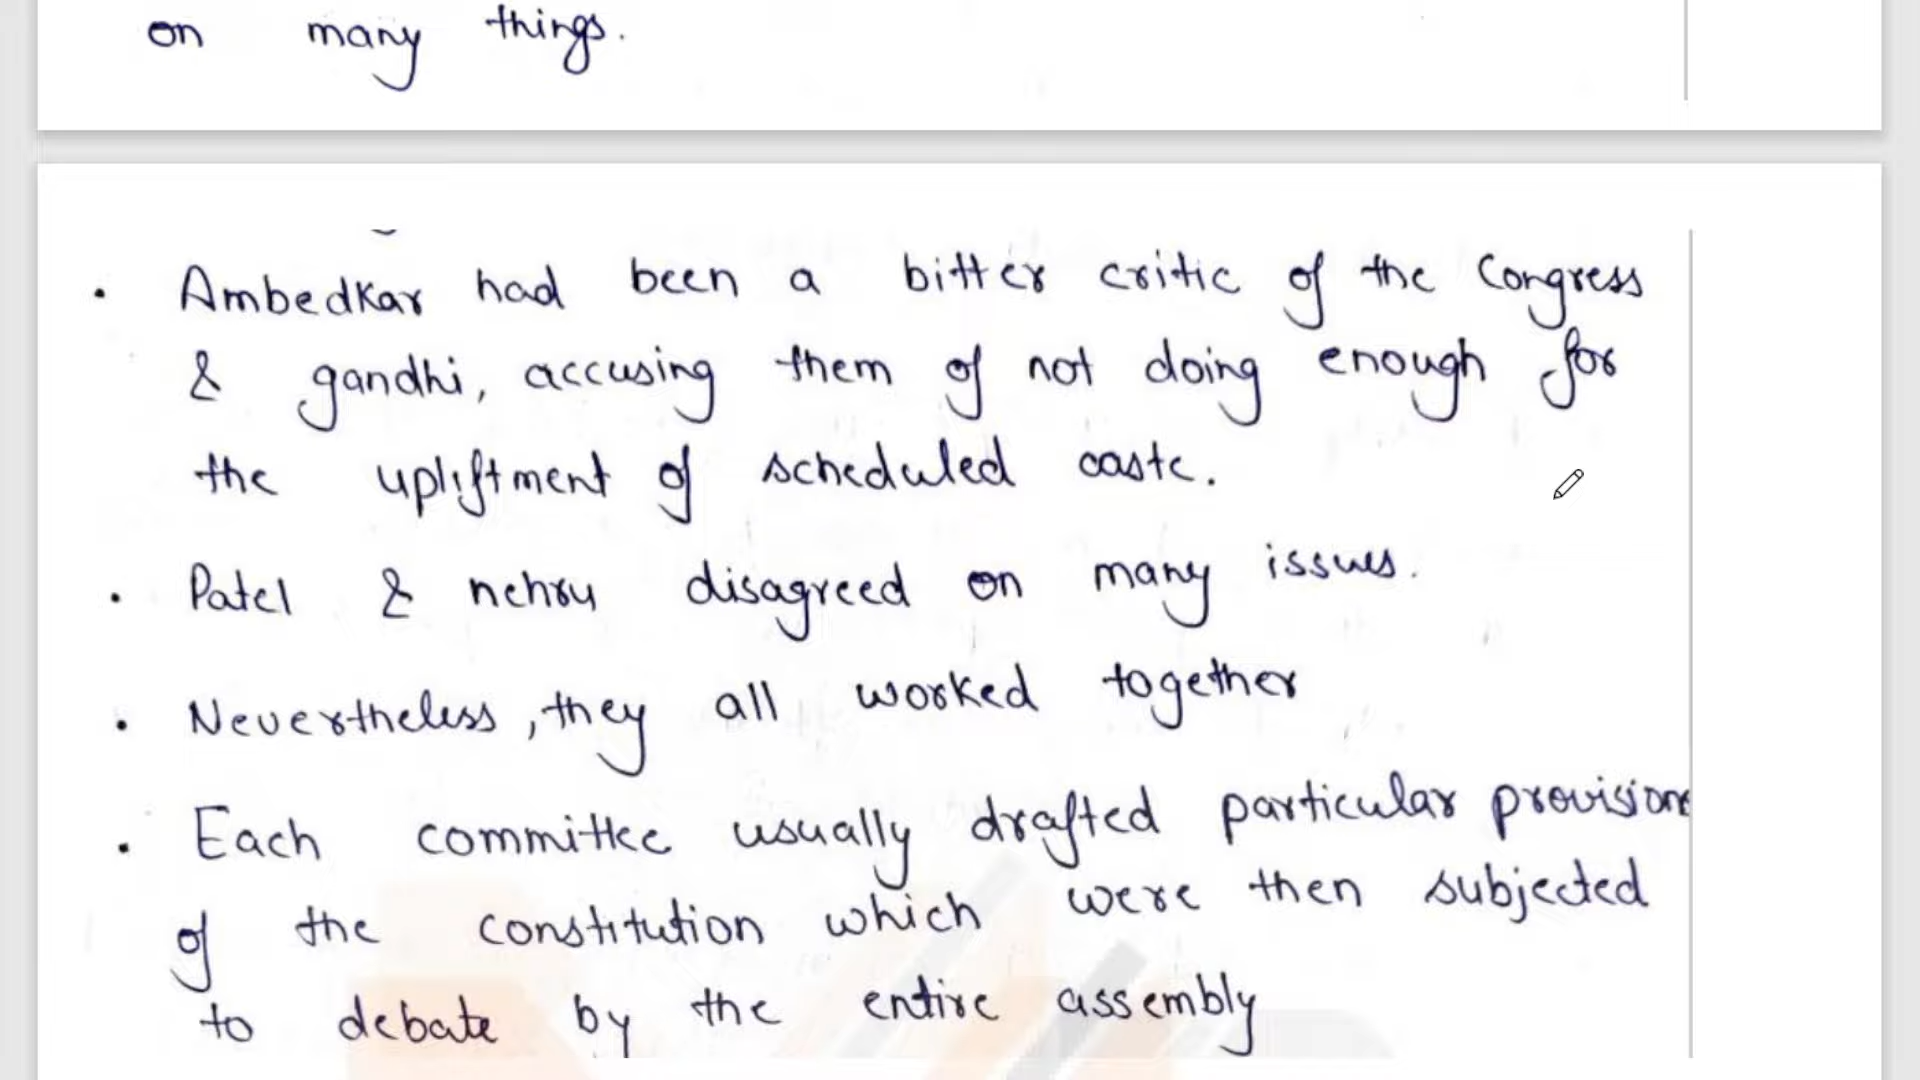 on many things.
• Ambedkar had been a bitter critic of the Congress
& gandhi, accusing them of not doing enough for
the upliftment of scheduled caste.
• Patel & nehru disagreed on many issues.
• Nevertheless, they all worked together
• Each committee usually drafted particular provisions
of the constitution which were then subjected
to debate by the entire assembly